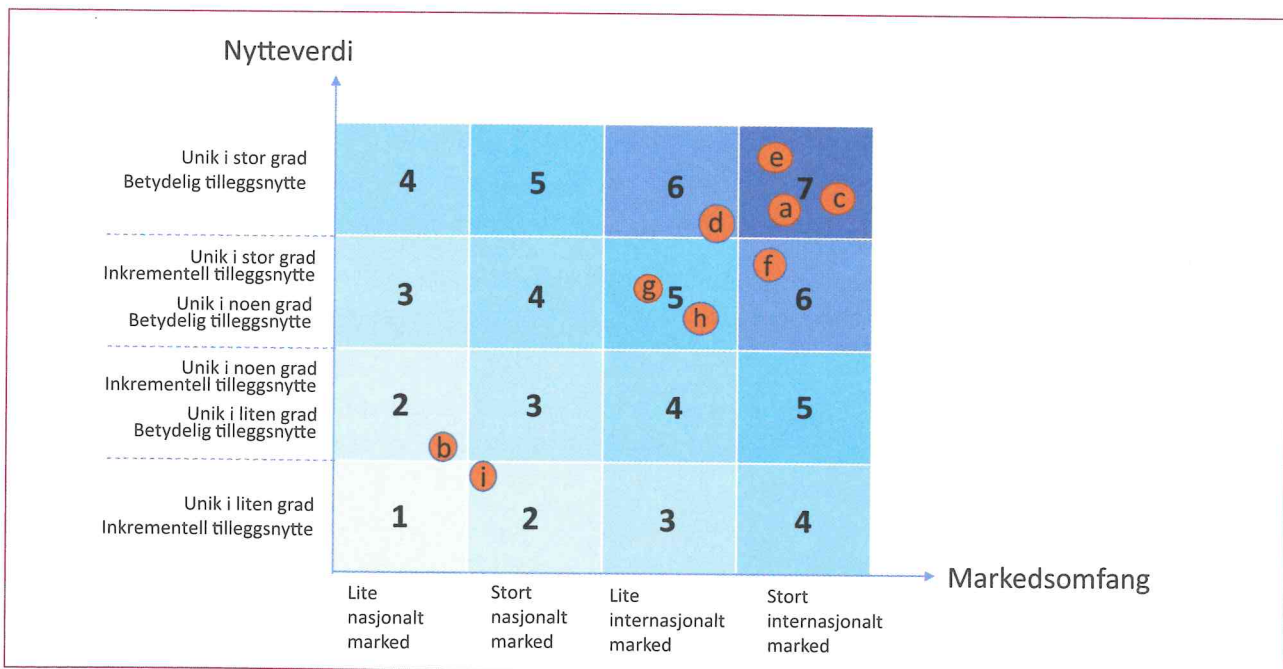 Nytteverdi
Unik i stor grad
Betydelig tilleggsnytte
4
5
6
7
e
a
c
d
Unik i stor grad
Inkrementell tilleggsnytte
Unik i noen grad
Betydelig tilleggsnytte
3
4
5
6
g
h
f
Unik i noen grad
Inkrementell tilleggsnytte
Unik i liten grad
Betydelig tilleggsnytte
2
3
4
5
b
i
Unik i liten grad
Inkrementell tilleggsnytte
1
2
3
4
Markedsomfang
Lite
nasjonalt
marked
Stort
nasjonalt
marked
Lite
internasjonalt
marked
Stort
internasjonalt
marked